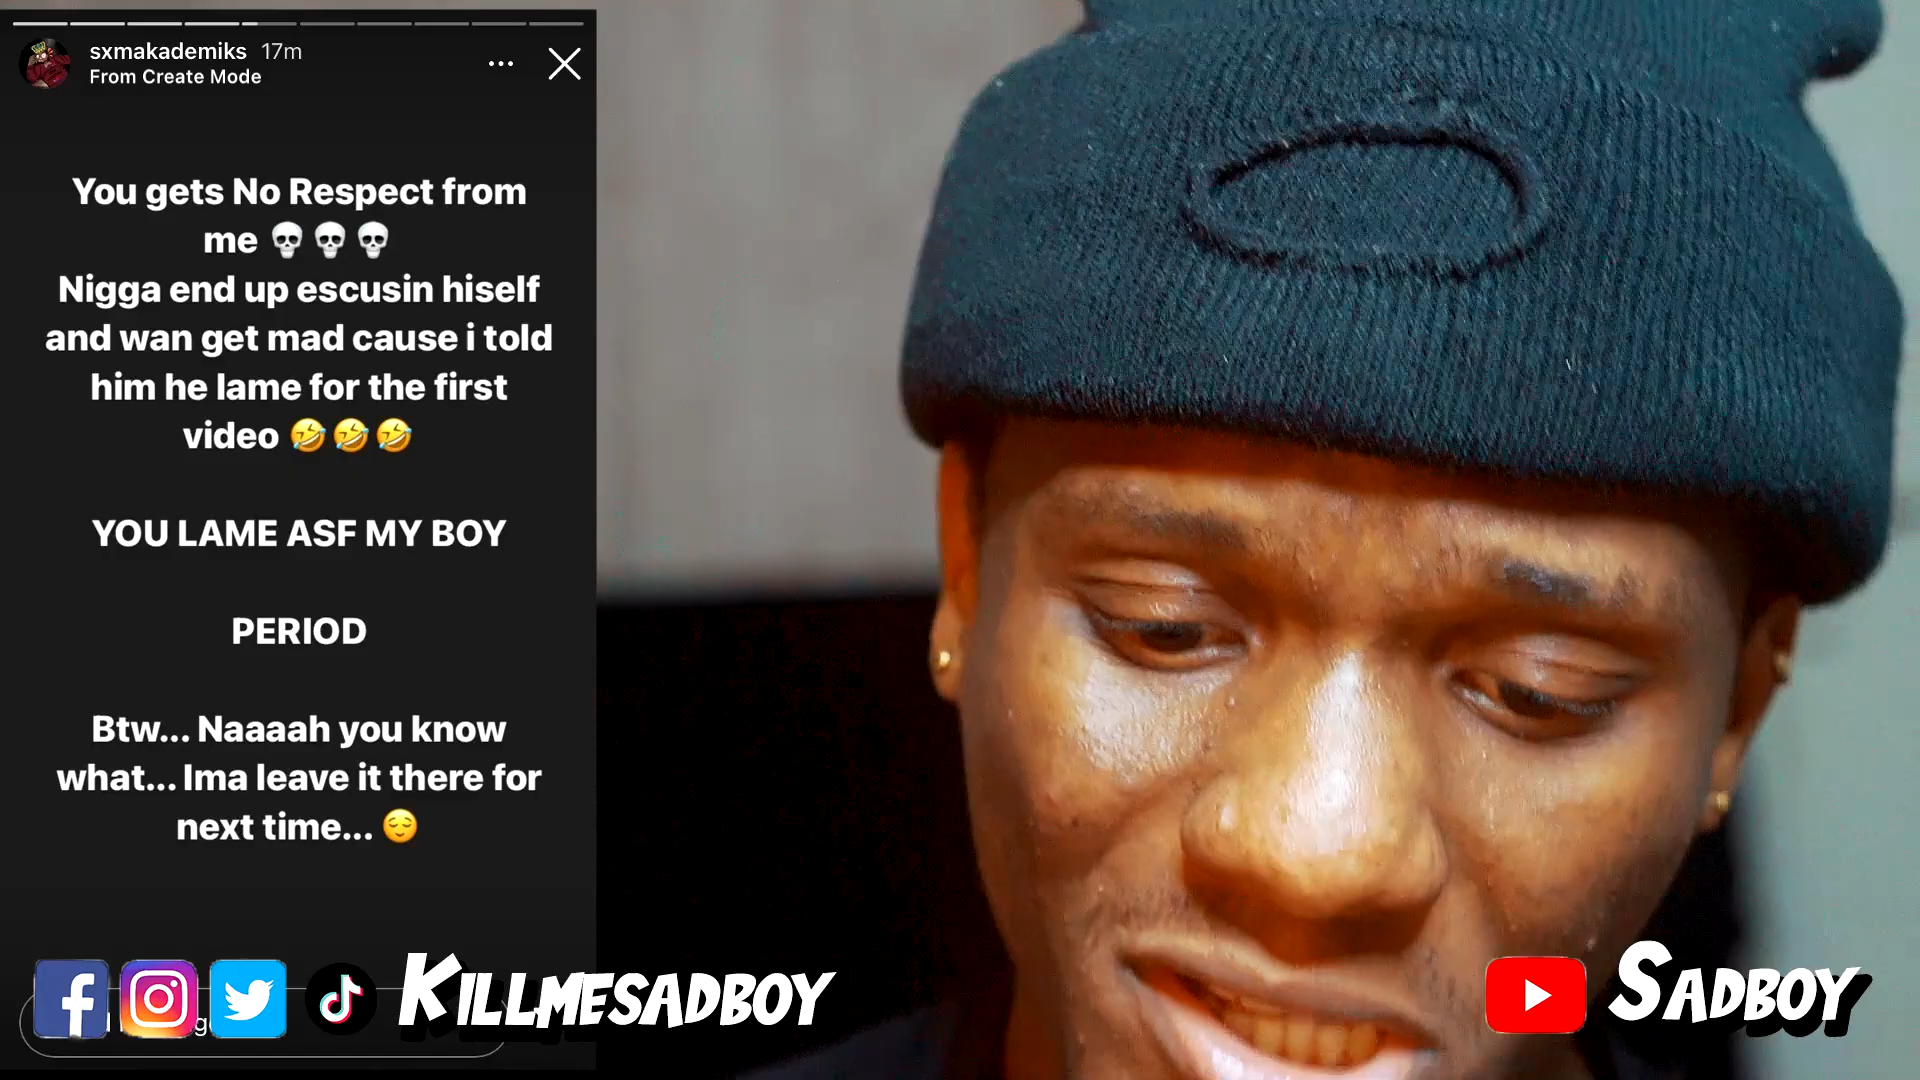 sxmakademiks 17m
From Create Mode
You gets No Respect from
me 💀💀💀
Nigga end up escusin hiself
and wan get mad cause i told
him he lame for the first
video 🤣🤣🤣
YOU LAME ASF MY BOY
PERIOD
Btw... Naaaah you know
what... Ima leave it there for
next time... 😌
KILLMESADBOY
SADBOY